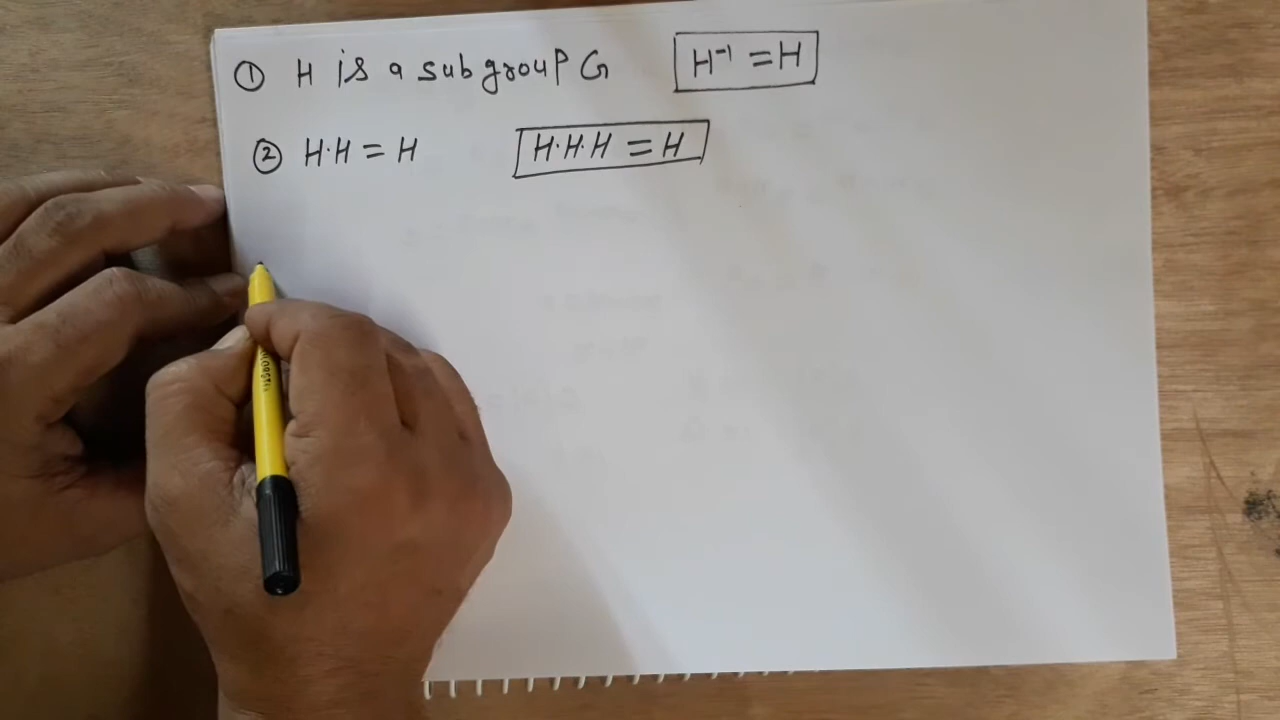 ① H is a subgroup G H⁻¹ = H
② H·H = H H·H·H = H